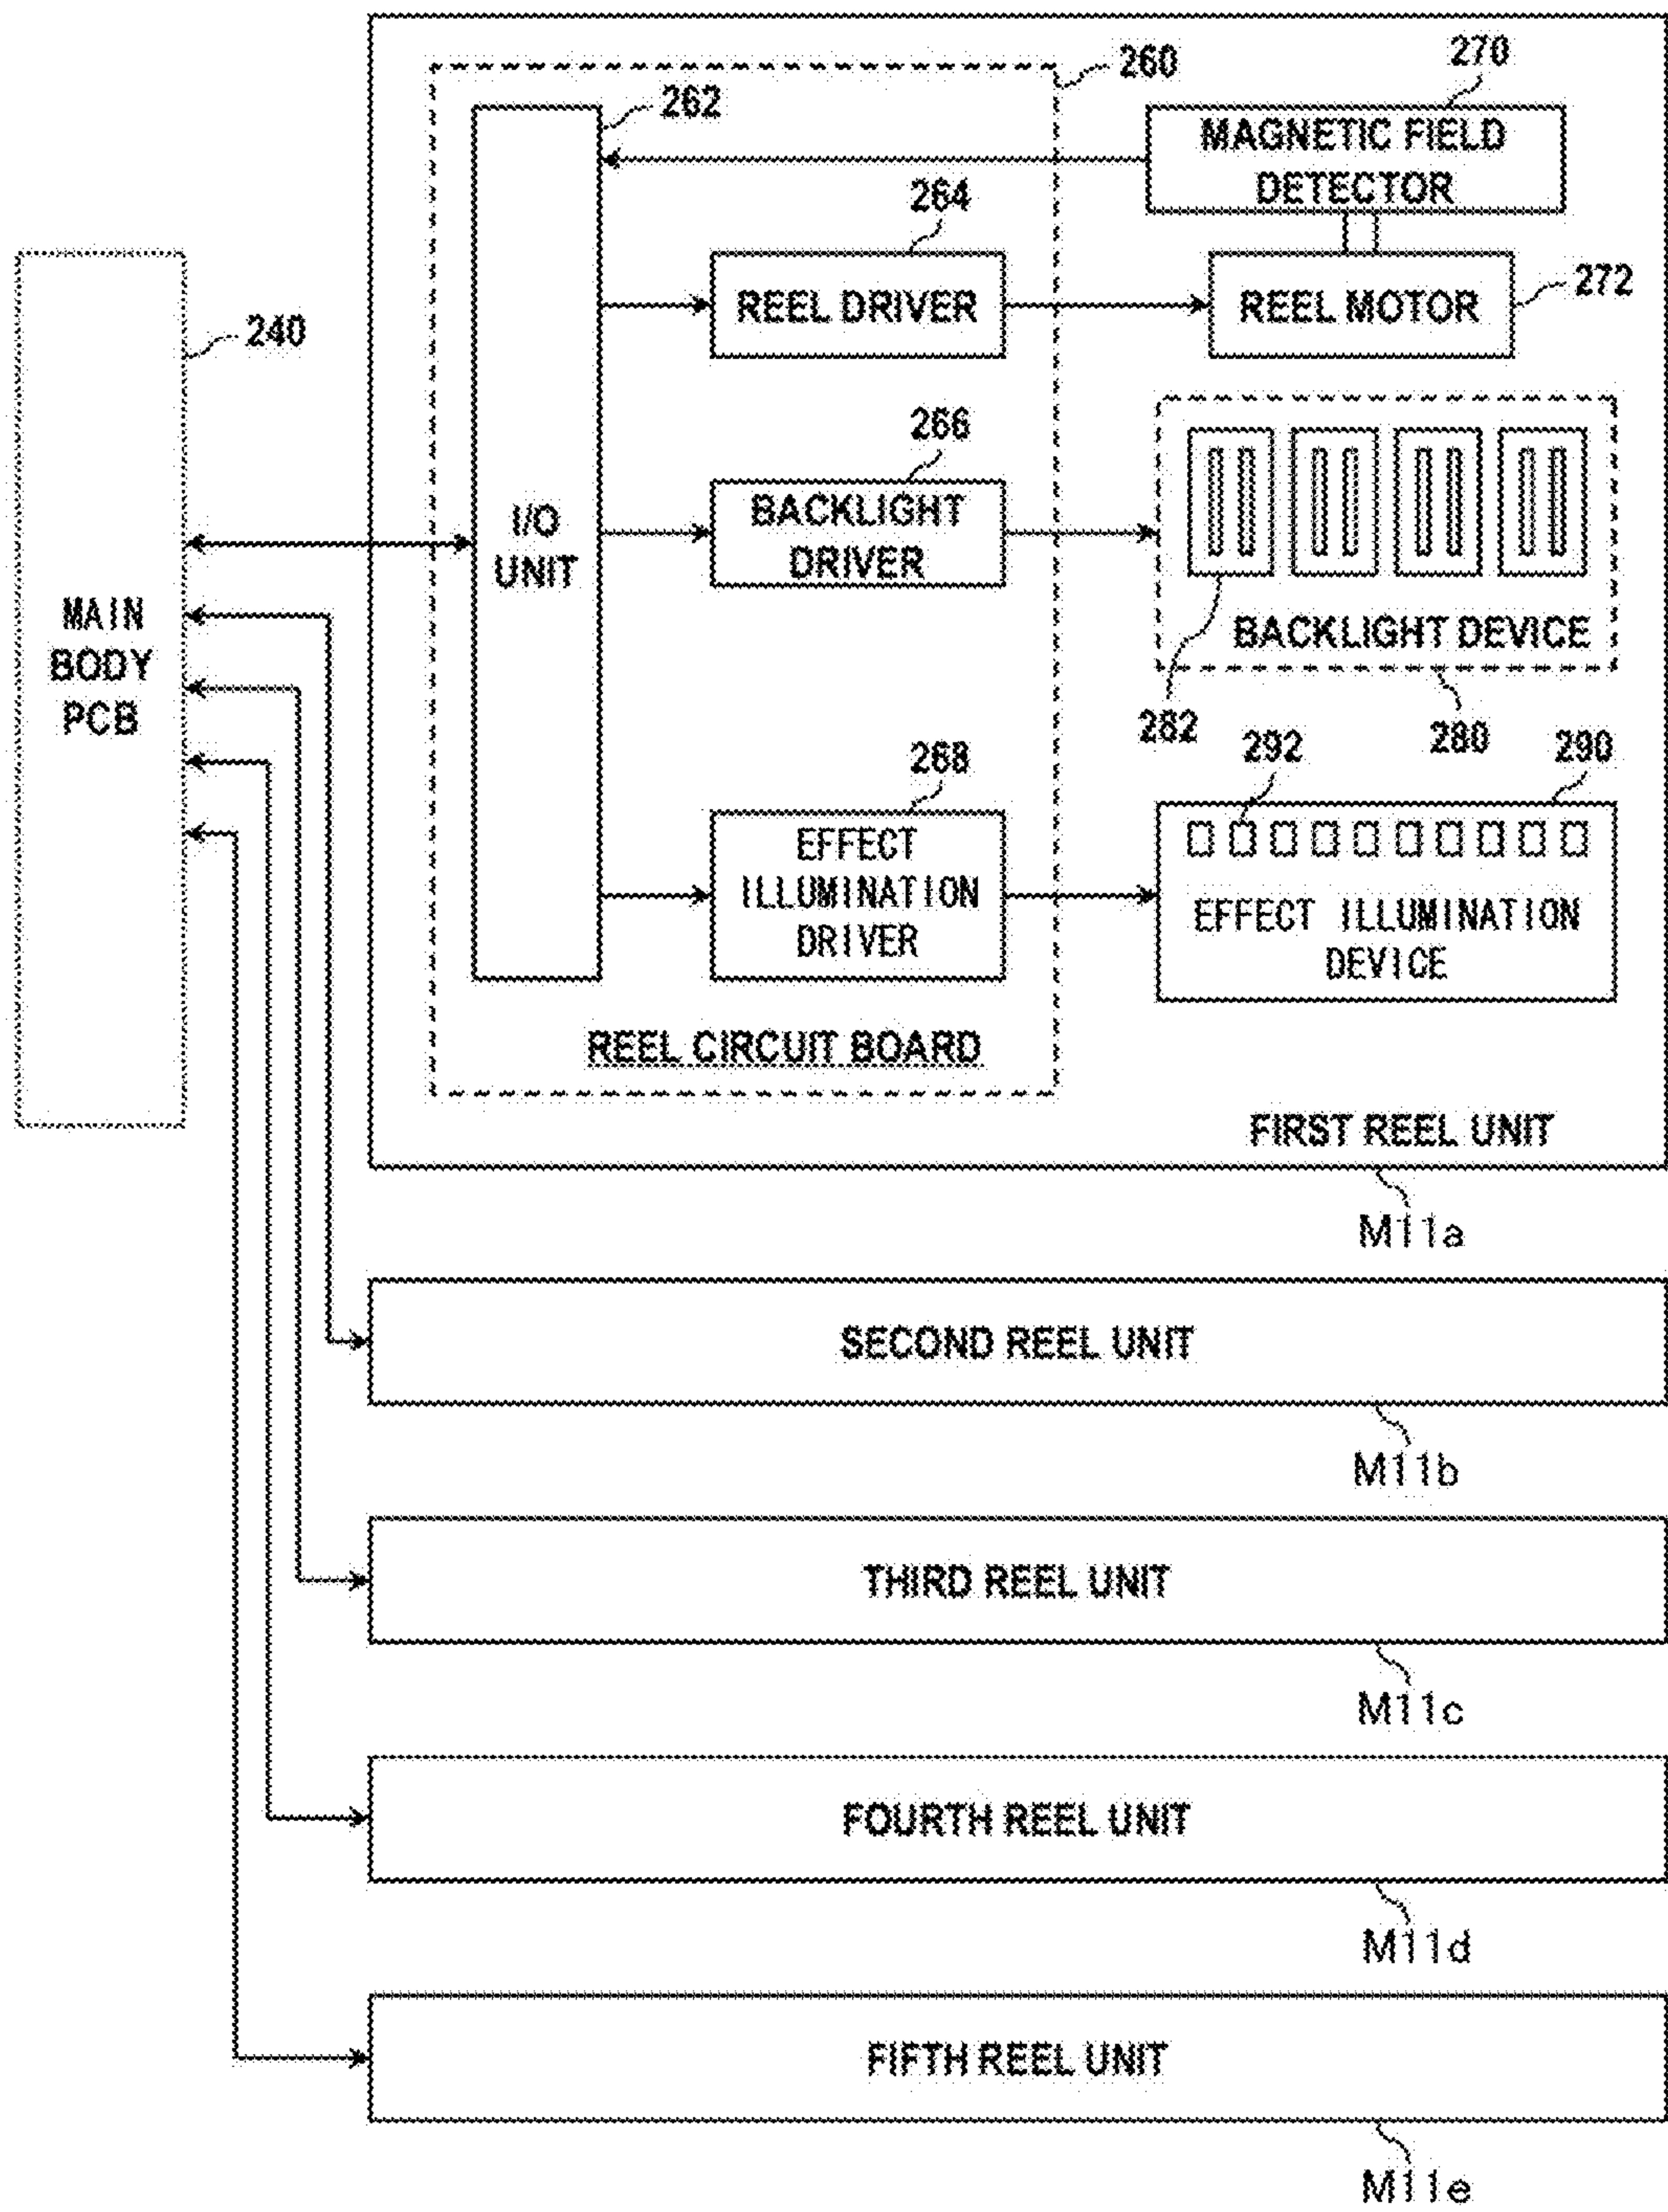 260
270
262
MAGNETIC FIELD
DETECTOR
264
REEL DRIVER
REEL MOTOR
272
240
266
I/O
UNIT
BACKLIGHT
DRIVER
BACKLIGHT DEVICE
MAIN
BODY
PCB
282
280
292
290
268
EFFECT
ILLUMINATION
DRIVER
EFFECT ILLUMINATION
DEVICE
REEL CIRCUIT BOARD
FIRST REEL UNIT
M11a
SECOND REEL UNIT
M11b
THIRD REEL UNIT
M11c
FOURTH REEL UNIT
M11d
FIFTH REEL UNIT
M11e